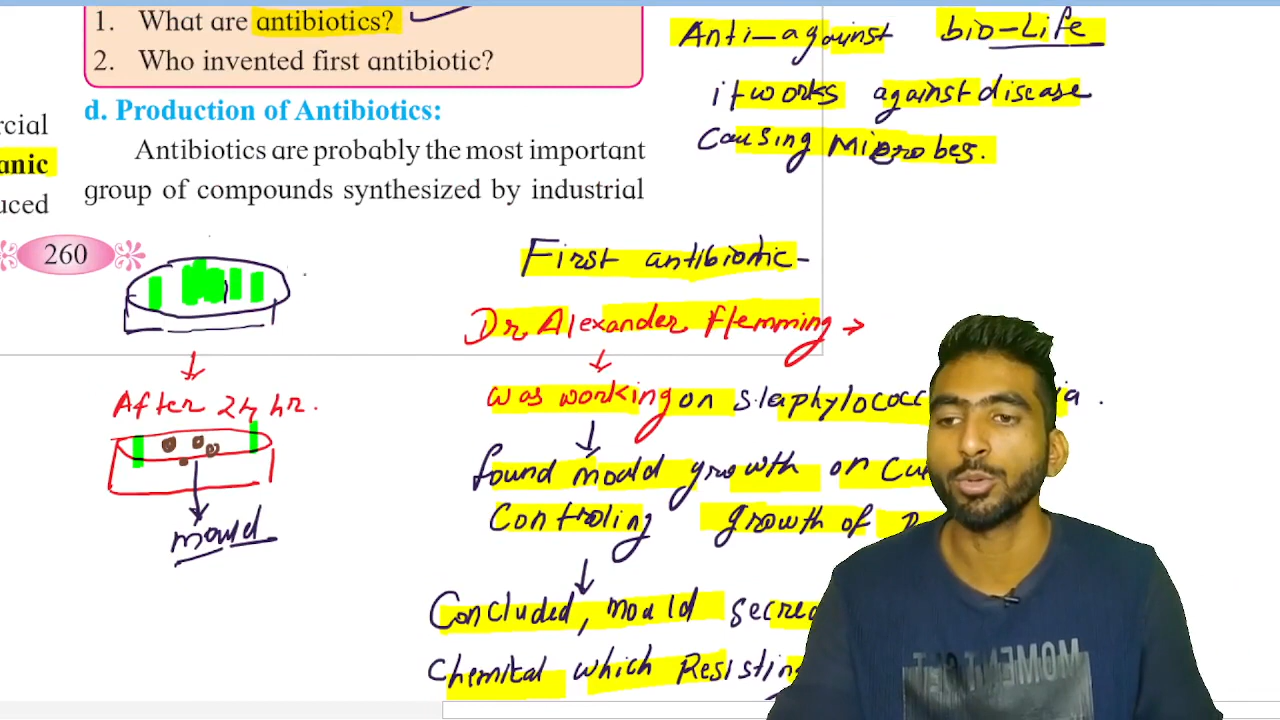 1. What are antibiotics?
2. Who invented first antibiotic?
d. Production of Antibiotics:
Antibiotics are probably the most important
group of compounds synthesized by industrial
rcial
anic
uced
260
Anti-against bio-Life
it works against disease
Causing Microbes.
First antibiotic-
Dr. Alexander flemming →
was working on staphylococc
found mould growth on Cu
Controling growth of
Concluded, mould secre
Chemical which Resisting
After 24 hr.
mould
MOMENT